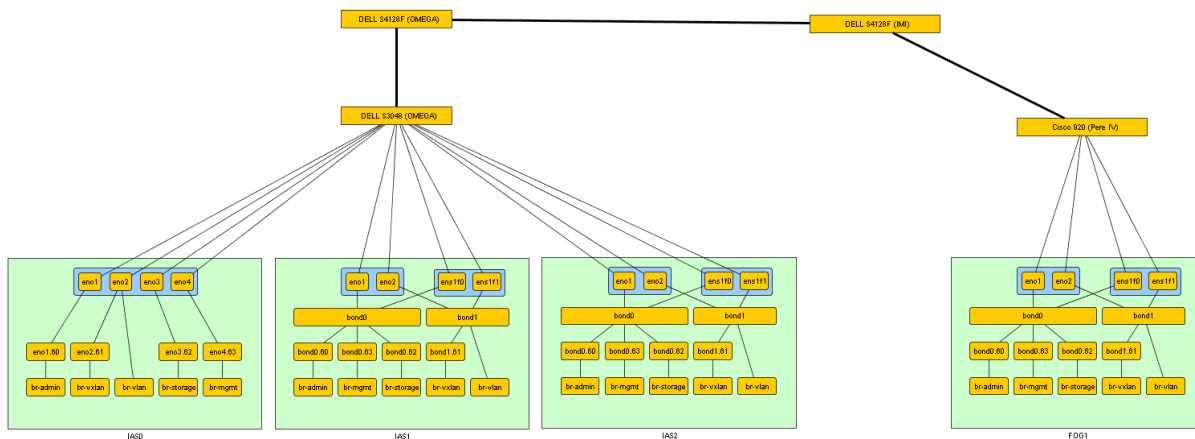 DELL S4128F (OMEGA)
DELL S4128F (IMI)
DELL S3048 (OMEGA)
Cisco 920 (Pere IV)
eno1 eno2 eno3 eno4
eno1.60 eno2.61 eno3.62 eno4.63
br-admin br-vxlan br-vlan br-storage br-mgmt
IAS0
eno1 eno2 ens1f0 ens1f1
bond0 bond1
bond0.60 bond0.63 bond0.62 bond1.61
br-admin br-mgmt br-storage br-vxlan br-vlan
IAS1
eno1 eno2 ens1f0 ens1f1
bond0 bond1
bond0.60 bond0.63 bond0.62 bond1.61
br-admin br-mgmt br-storage br-vxlan br-vlan
IAS2
eno1 eno2 ens1f0 ens1f1
bond0 bond1
bond0.60 bond0.63 bond0.62 bond1.61
br-admin br-mgmt br-storage br-vxlan br-vlan
FOG1